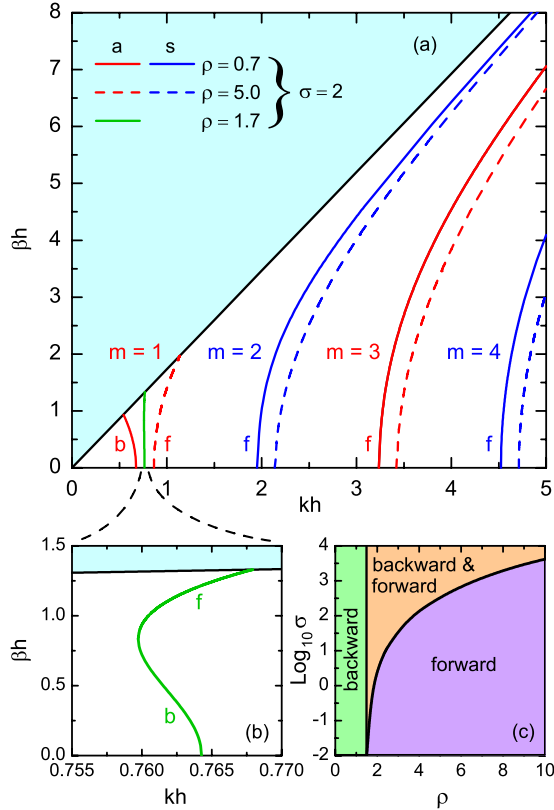 8
7
6
5
4
3
2
1
0
βh
(a)
a s
ρ = 0.7
ρ = 5.0
ρ = 1.7
σ = 2
m = 1
m = 2
m = 3
m = 4
b
f
f
f
f
0 1 2 3 4 5
kh
1.5
1.0
0.5
0.0
βh
f
b
(b)
0.755 0.760 0.765 0.770
kh
4
3
2
1
0
-1
-2
Log10 σ
backward
backward &
forward
forward
(c)
0 2 4 6 8 10
ρ